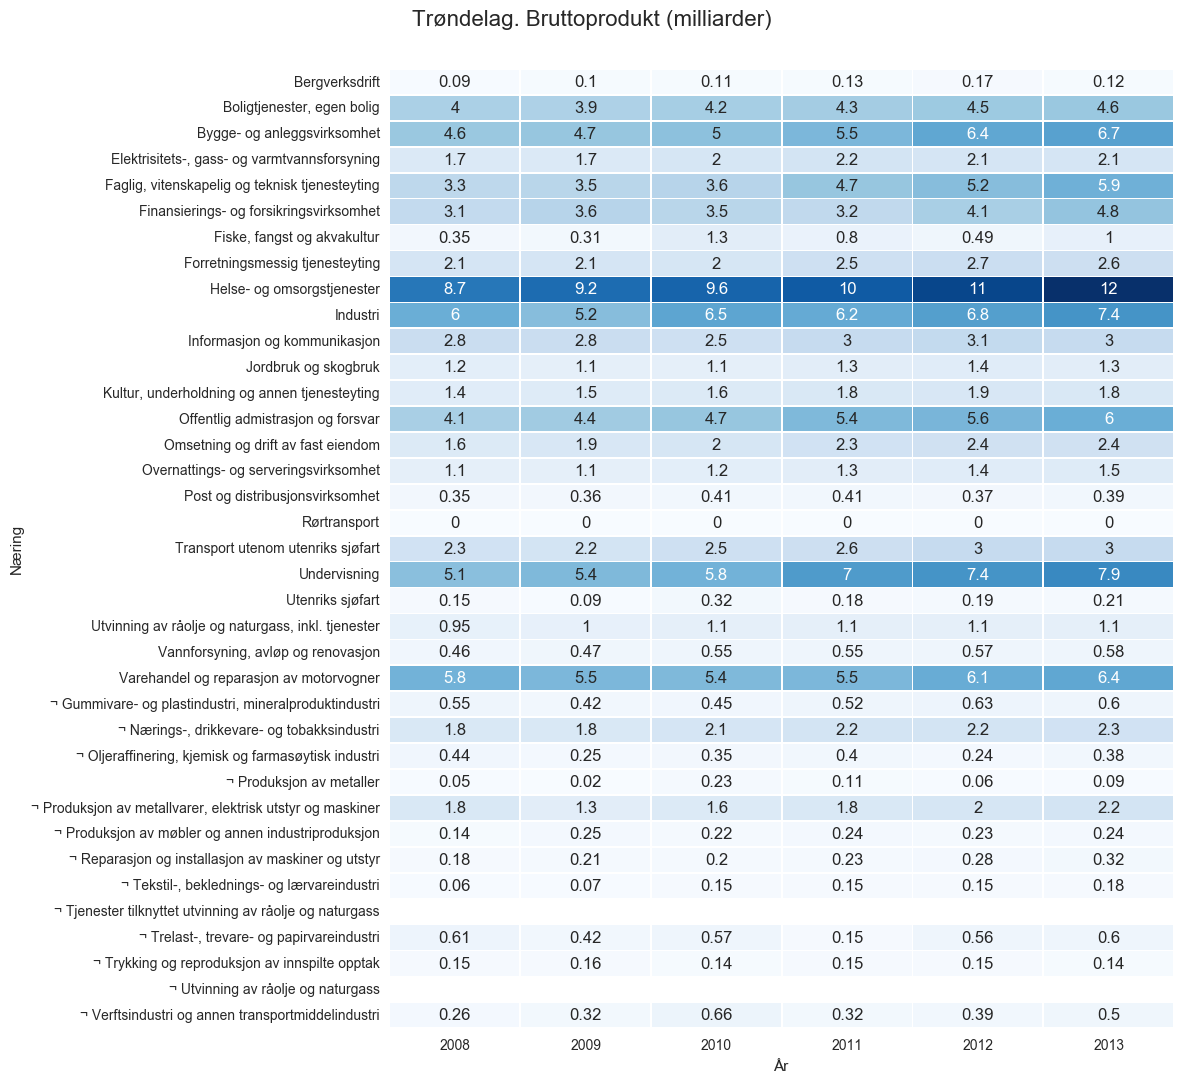 Trøndelag. Bruttoprodukt (milliarder)
Bergverksdrift 0.09 0.1 0.11 0.13 0.17 0.12
Boligtjenester, egen bolig 4 3.9 4.2 4.3 4.5 4.6
Bygge- og anleggsvirksomhet 4.6 4.7 5 5.5 6.4 6.7
Elektrisitets-, gass- og varmtvannsforsyning 1.7 1.7 2 2.2 2.1 2.1
Faglig, vitenskapelig og teknisk tjenesteyting 3.3 3.5 3.6 4.7 5.2 5.9
Finansierings- og forsikringsvirksomhet 3.1 3.6 3.5 3.2 4.1 4.8
Fiske, fangst og akvakultur 0.35 0.31 1.3 0.8 0.49 1
Forretningsmessig tjenesteyting 2.1 2.1 2 2.5 2.7 2.6
Helse- og omsorgstjenester 8.7 9.2 9.6 10 11 12
Industri 6 5.2 6.5 6.2 6.8 7.4
Informasjon og kommunikasjon 2.8 2.8 2.5 3 3.1 3
Jordbruk og skogbruk 1.2 1.1 1.1 1.3 1.4 1.3
Kultur, underholdning og annen tjenesteyting 1.4 1.5 1.6 1.8 1.9 1.8
Offentlig admistrasjon og forsvar 4.1 4.4 4.7 5.4 5.6 6
Omsetning og drift av fast eiendom 1.6 1.9 2 2.3 2.4 2.4
Overnattings- og serveringsvirksomhet 1.1 1.1 1.2 1.3 1.4 1.5
Post og distribusjonsvirksomhet 0.35 0.36 0.41 0.41 0.37 0.39
Rørtransport 0 0 0 0 0 0
Transport utenom utenriks sjøfart 2.3 2.2 2.5 2.6 3 3
Næring
Undervisning 5.1 5.4 5.8 7 7.4 7.9
Utenriks sjøfart 0.15 0.09 0.32 0.18 0.19 0.21
Utvinning av råolje og naturgass, inkl. tjenester 0.95 1 1.1 1.1 1.1 1.1
Vannforsyning, avløp og renovasjon 0.46 0.47 0.55 0.55 0.57 0.58
Varehandel og reparasjon av motorvogner 5.8 5.5 5.4 5.5 6.1 6.4
¬ Gummivare- og plastindustri, mineralproduktindustri 0.55 0.42 0.45 0.52 0.63 0.6
¬ Nærings-, drikkevare- og tobakksindustri 1.8 1.8 2.1 2.2 2.2 2.3
¬ Oljeraffinering, kjemisk og farmasøytisk industri 0.44 0.25 0.35 0.4 0.24 0.38
¬ Produksjon av metaller 0.05 0.02 0.23 0.11 0.06 0.09
¬ Produksjon av metallvarer, elektrisk utstyr og maskiner 1.8 1.3 1.6 1.8 2 2.2
¬ Produksjon av møbler og annen industriproduksjon 0.14 0.25 0.22 0.24 0.23 0.24
¬ Reparasjon og installasjon av maskiner og utstyr 0.18 0.21 0.2 0.23 0.28 0.32
¬ Tekstil-, beklednings- og lærvareindustri 0.06 0.07 0.15 0.15 0.15 0.18
¬ Tjenester tilknyttet utvinning av råolje og naturgass
¬ Trelast-, trevare- og papirvareindustri 0.61 0.42 0.57 0.15 0.56 0.6
¬ Trykking og reproduksjon av innspilte opptak 0.15 0.16 0.14 0.15 0.15 0.14
¬ Utvinning av råolje og naturgass
¬ Verftsindustri og annen transportmiddelindustri 0.26 0.32 0.66 0.32 0.39 0.5
2008 2009 2010 2011 2012 2013
År